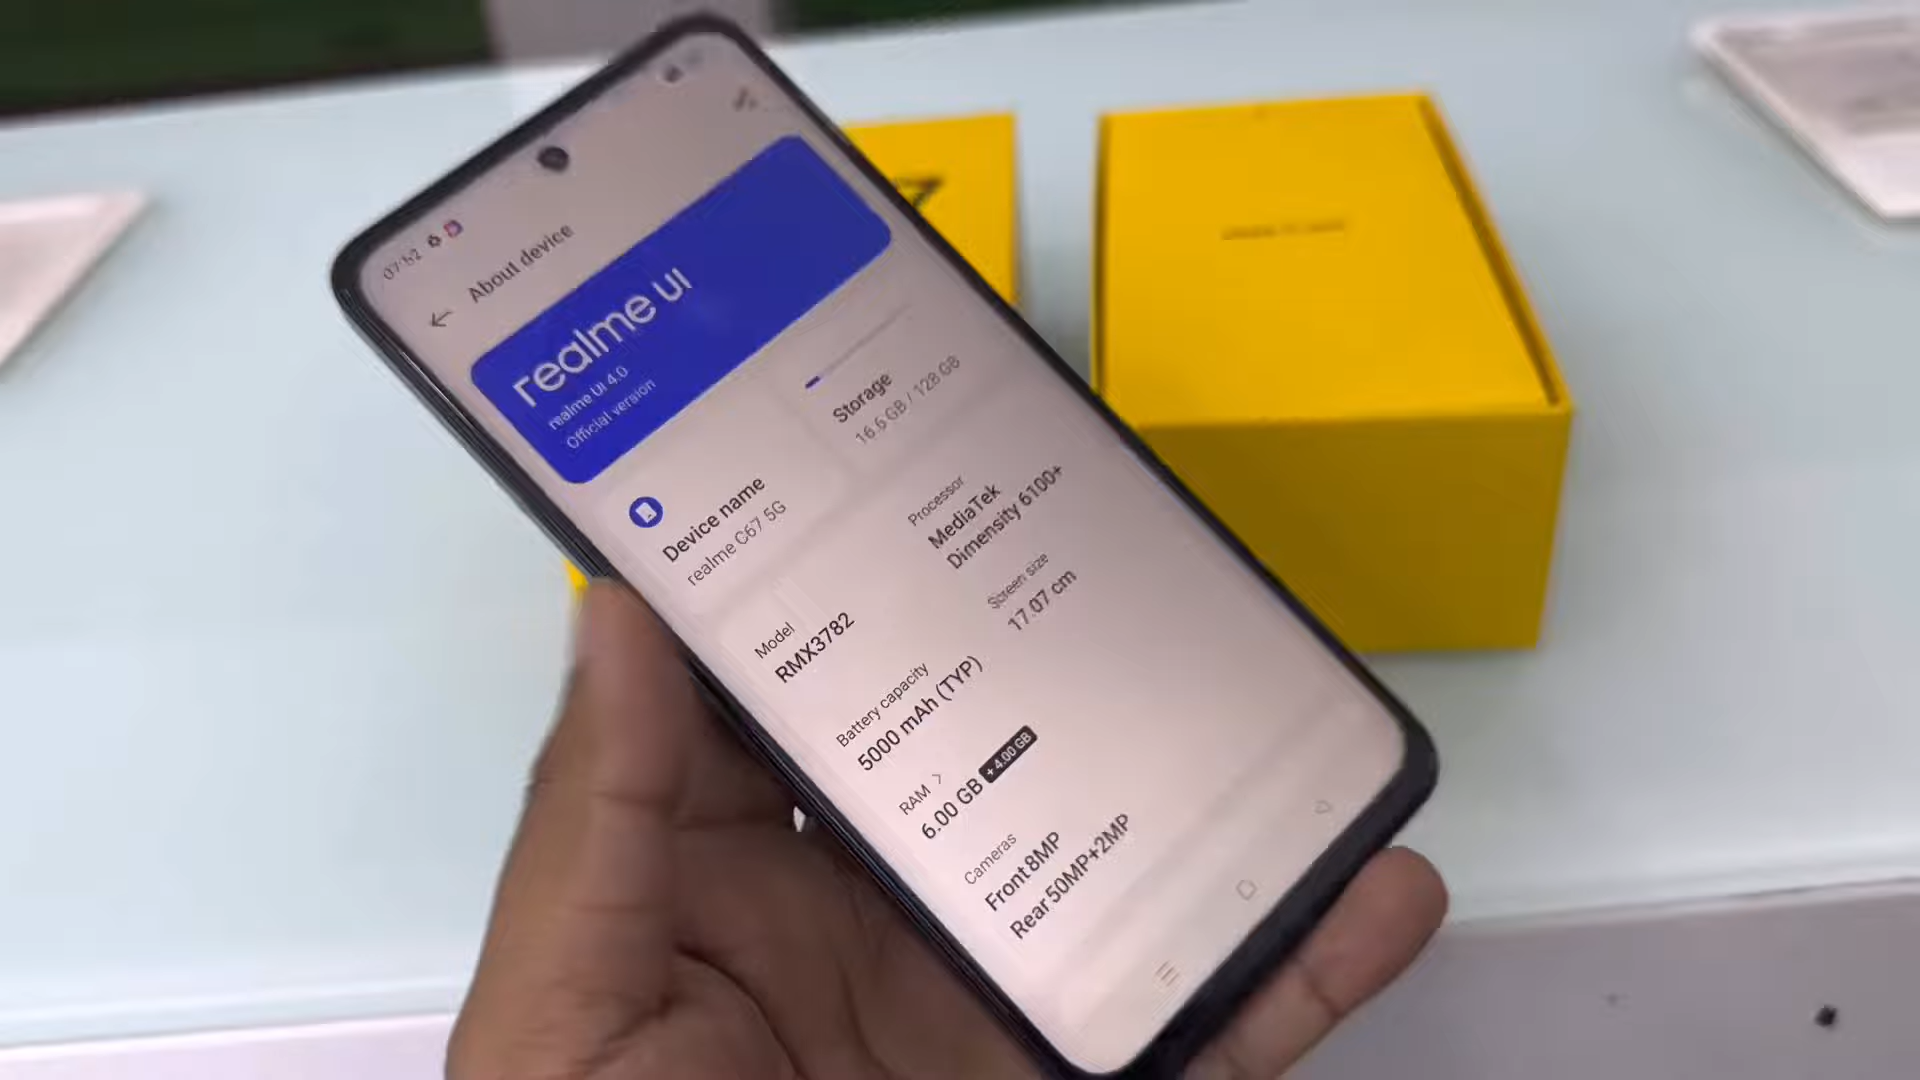 07:52
About device
realme UI
realme UI 4.0
Official version
Device name
realme C67 5G
Storage
16.6 GB / 128 GB
Model
RMX3782
Processor
MediaTek
Dimensity 6100+
Battery capacity
5000 mAh (TYP)
Screen size
17.07 cm
RAM >
6.00 GB + 4.00 GB
Cameras
Front 8MP
Rear 50MP+2MP